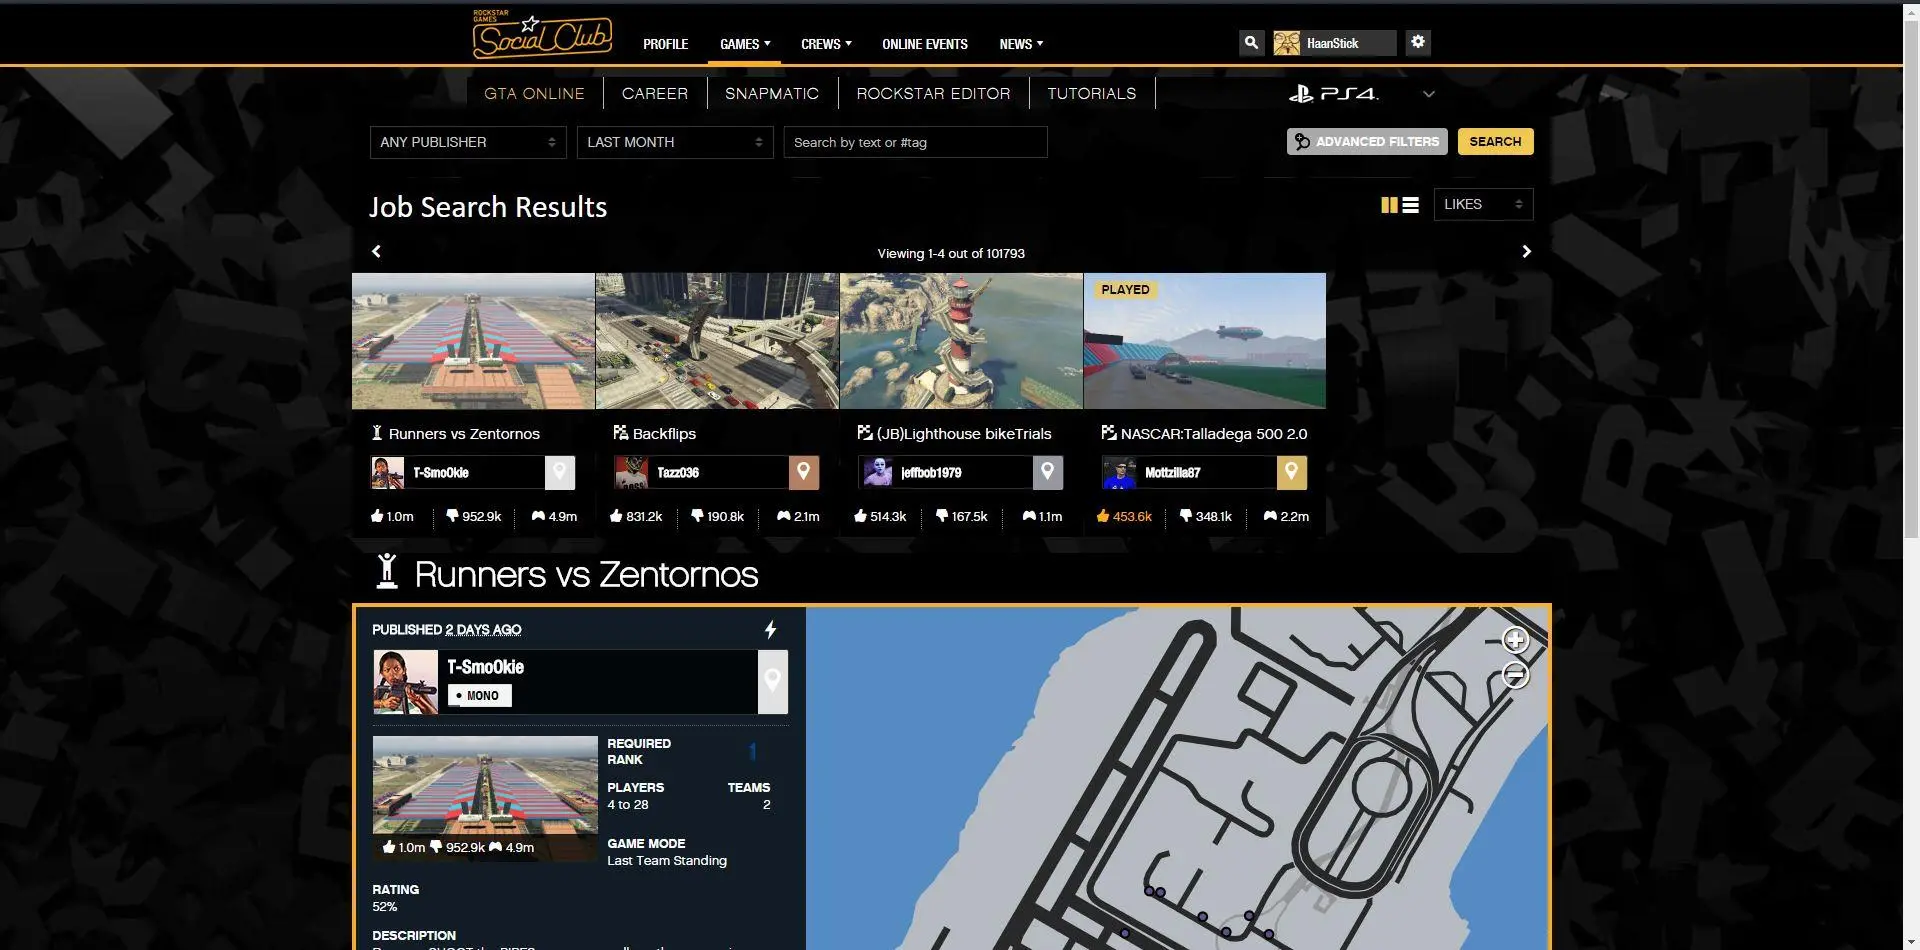 ROCKSTAR
GAMES
Social Club
PROFILE GAMES CREWS ONLINE EVENTS NEWS
HaanStick
GTA ONLINE CAREER SNAPMATIC ROCKSTAR EDITOR TUTORIALS
PS4
ANY PUBLISHER LAST MONTH Search by text or #tag
ADVANCED FILTERS SEARCH
Job Search Results
LIKES
Viewing 1-4 out of 101793
PLAYED
Runners vs Zentornos Backflips (JB)Lighthouse bikeTrials NASCAR:Talladega 500 2.0
T-Smo0kie Tazz036 jeffbob1979 Mottzilla87
1.0m 952.9k 4.9m 831.2k 190.8k 2.1m 514.3k 167.5k 1.1m 453.6k 348.1k 2.2m
Runners vs Zentornos
PUBLISHED 2 DAYS AGO
T-Smo0kie
MONO
REQUIRED
RANK
1
PLAYERS TEAMS
4 to 28 2
GAME MODE
Last Team Standing
1.0m 952.9k 4.9m
RATING
52%
DESCRIPTION